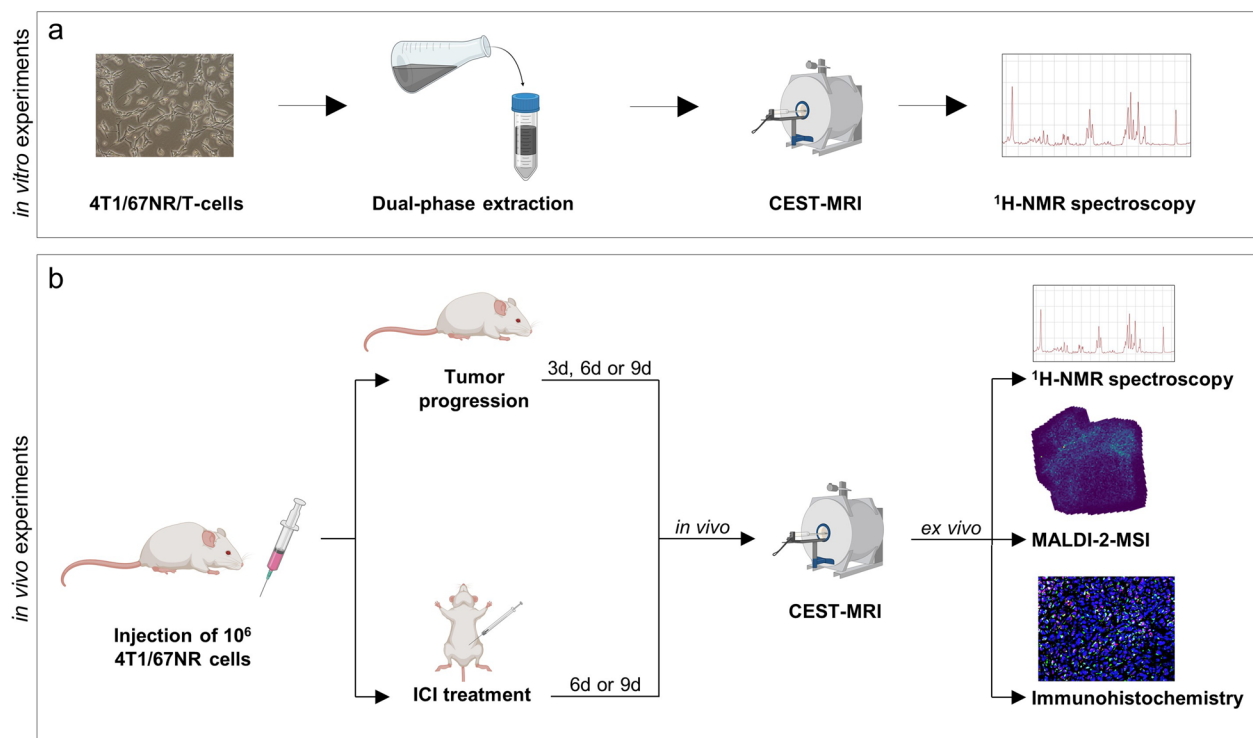 a
in vitro experiments
4T1/67NR/T-cells
Dual-phase extraction
CEST-MRI
¹H-NMR spectroscopy
b
in vivo experiments
Injection of 10⁶
4T1/67NR cells
Tumor
progression
3d, 6d or 9d
ICI treatment
6d or 9d
in vivo
CEST-MRI
ex vivo
¹H-NMR spectroscopy
MALDI-2-MSI
Immunohistochemistry